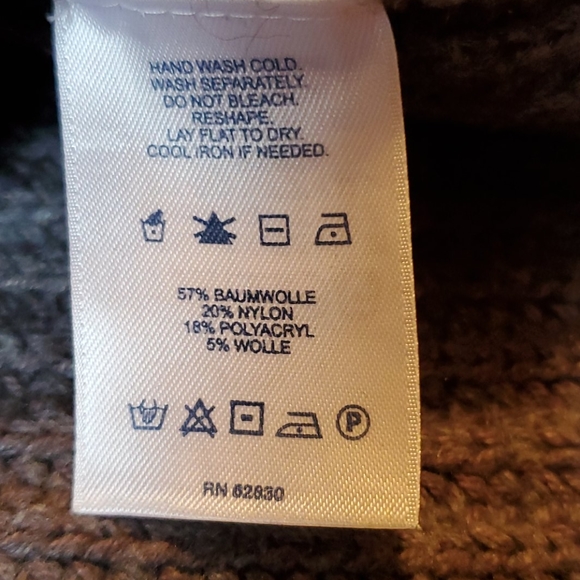 HAND WASH COLD.
WASH SEPARATELY.
DO NOT BLEACH.
RESHAPE.
LAY FLAT TO DRY.
COOL IRON IF NEEDED.
57% BAUMWOLLE
20% NYLON
18% POLYACRYL
5% WOLLE
P
RN 52630